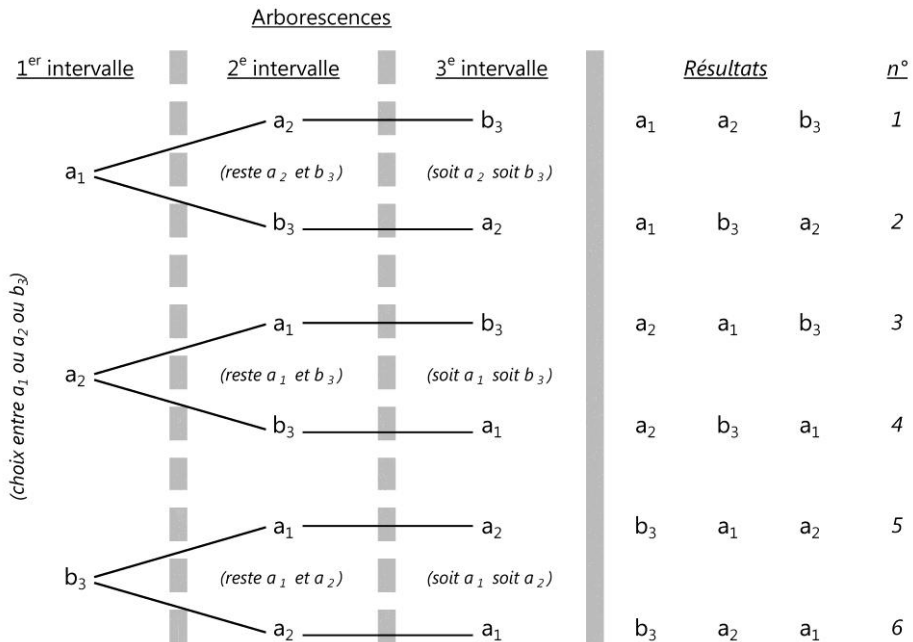 Arborescences
1er intervalle 2e intervalle 3e intervalle Résultats n°
a2 b3 a1 a2 b3 1
a1 (reste a2 et b3) (soit a2 soit b3)
b3 a2 a1 b3 a2 2
(choix entre a1 ou a2 ou b3)
a1 b3 a2 a1 b3 3
a2 (reste a1 et b3) (soit a1 soit b3)
b3 a1 a2 b3 a1 4
a1 a2 b3 a1 a2 5
b3 (reste a1 et a2) (soit a1 soit a2)
a2 a1 b3 a2 a1 6